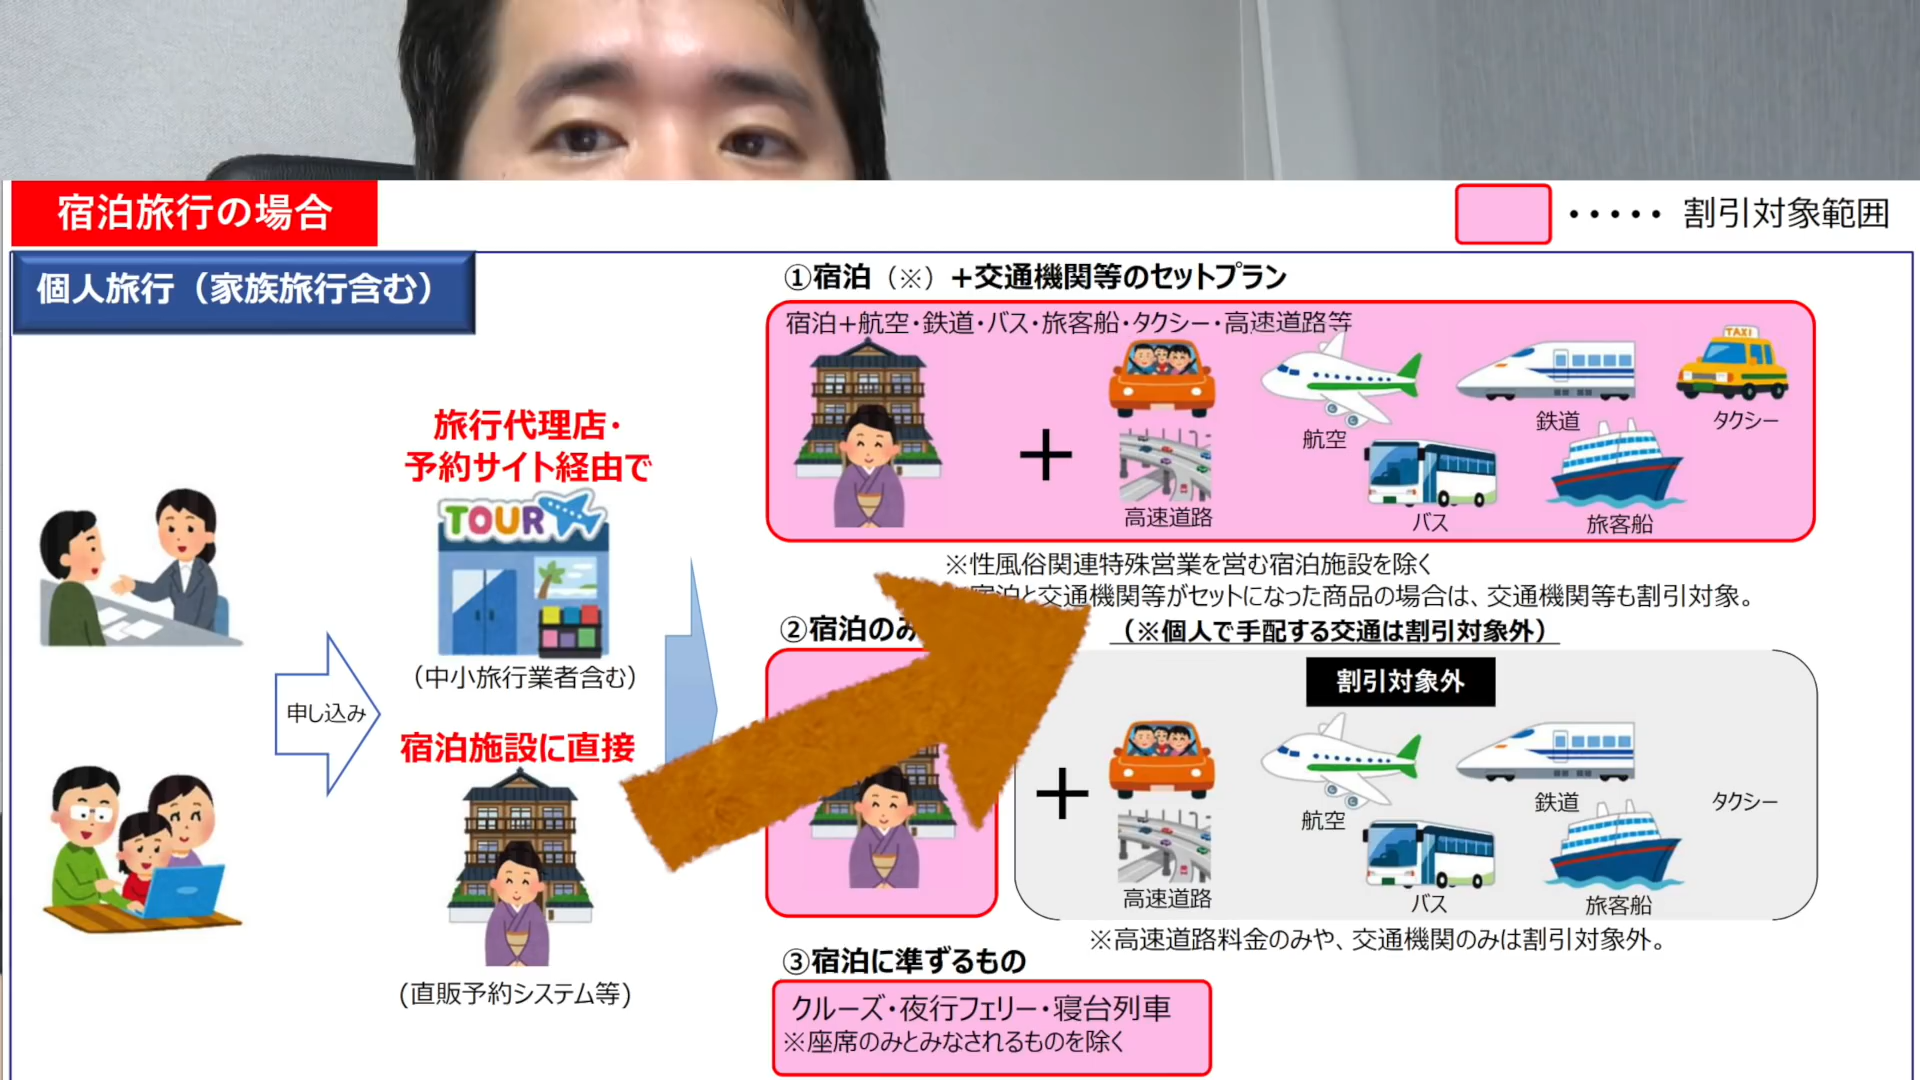 宿泊旅行の場合
・・・・・ 割引対象範囲
個人旅行（家族旅行含む）
①宿泊（※）＋交通機関等のセットプラン
宿泊＋航空・鉄道・バス・旅客船・タクシー・高速道路等
TAXI
航空
鉄道
タクシー
高速道路
バス
旅客船
旅行代理店・
予約サイト経由で
TOUR
（中小旅行業者含む）
申し込み
宿泊施設に直接
(直販予約システム等)
※性風俗関連特殊営業を営む宿泊施設を除く
宿泊と交通機関等がセットになった商品の場合は、交通機関等も割引対象。
②宿泊のみ
（※個人で手配する交通は割引対象外）
割引対象外
航空
鉄道
タクシー
高速道路
バス
旅客船
※高速道路料金のみや、交通機関のみは割引対象外。
③宿泊に準ずるもの
クルーズ・夜行フェリー・寝台列車
※座席のみとみなされるものを除く